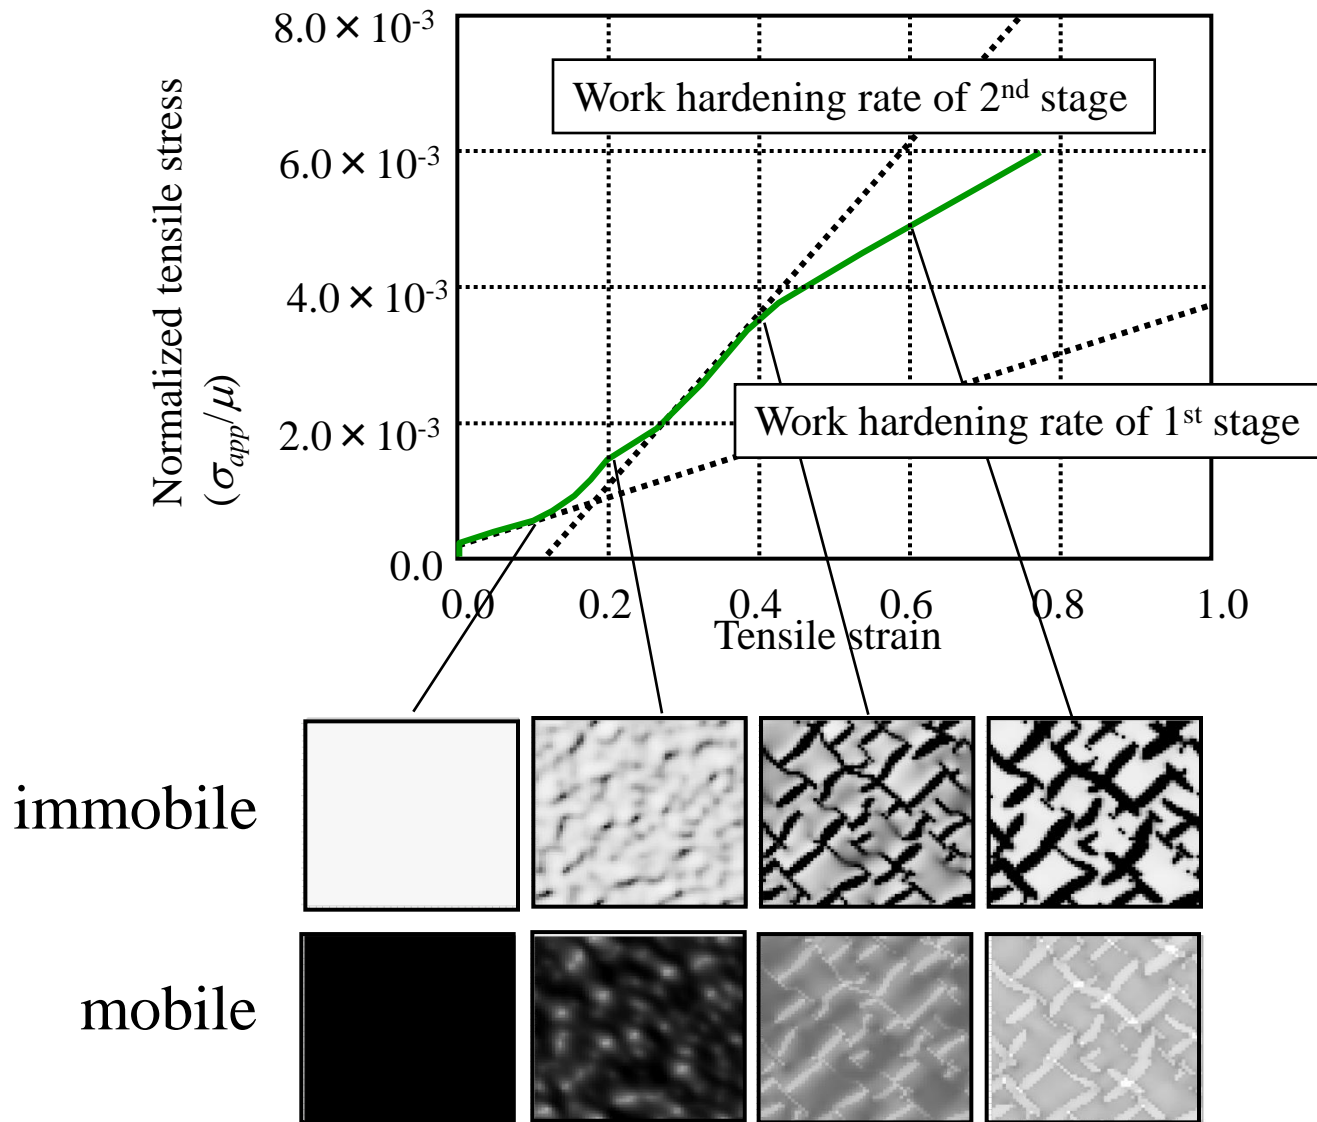 8.0×10⁻³
Work hardening rate of 2ⁿᵈ stage
6.0×10⁻³
4.0×10⁻³
Work hardening rate of 1ˢᵗ stage
2.0×10⁻³
0.0
Normalized tensile stress
(σ_app/μ)
0.0 0.2 0.4 0.6 0.8 1.0
Tensile strain
immobile
mobile